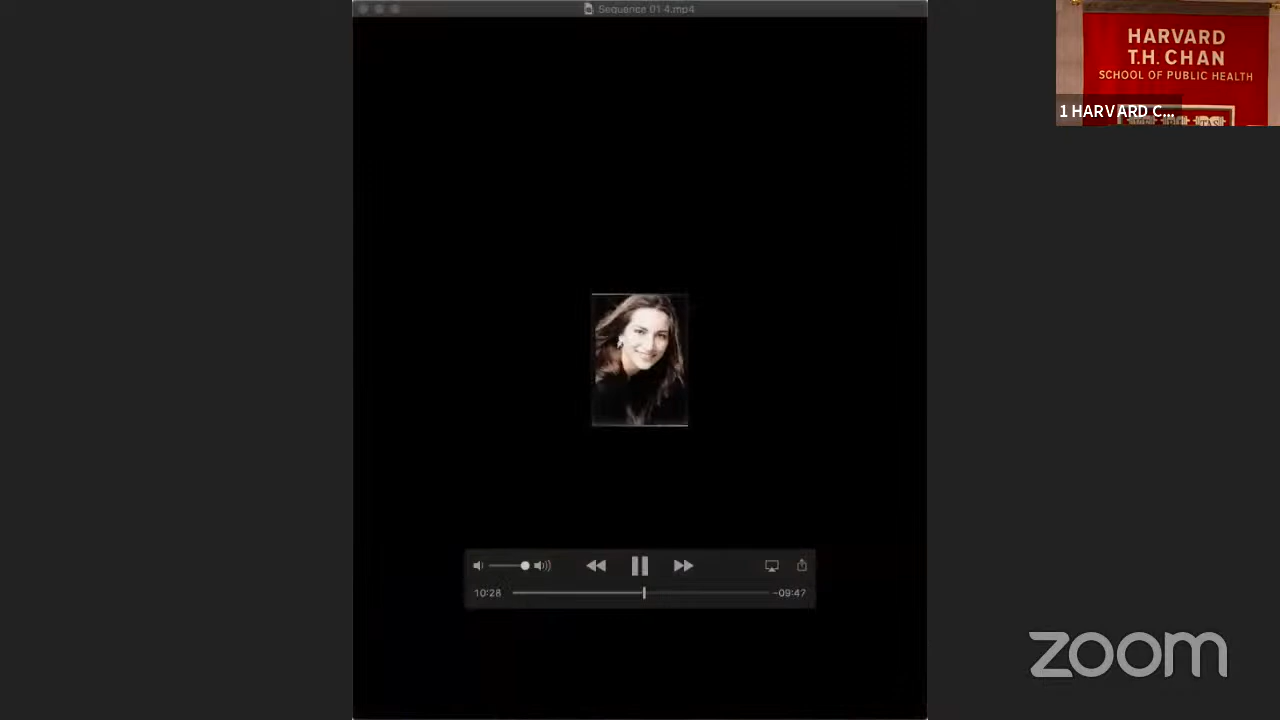 Sequence 01 4.mp4
HARVARD
T.H. CHAN
SCHOOL OF PUBLIC HEALTH
1 HARVARD C...
10:28
-09:47
zoom